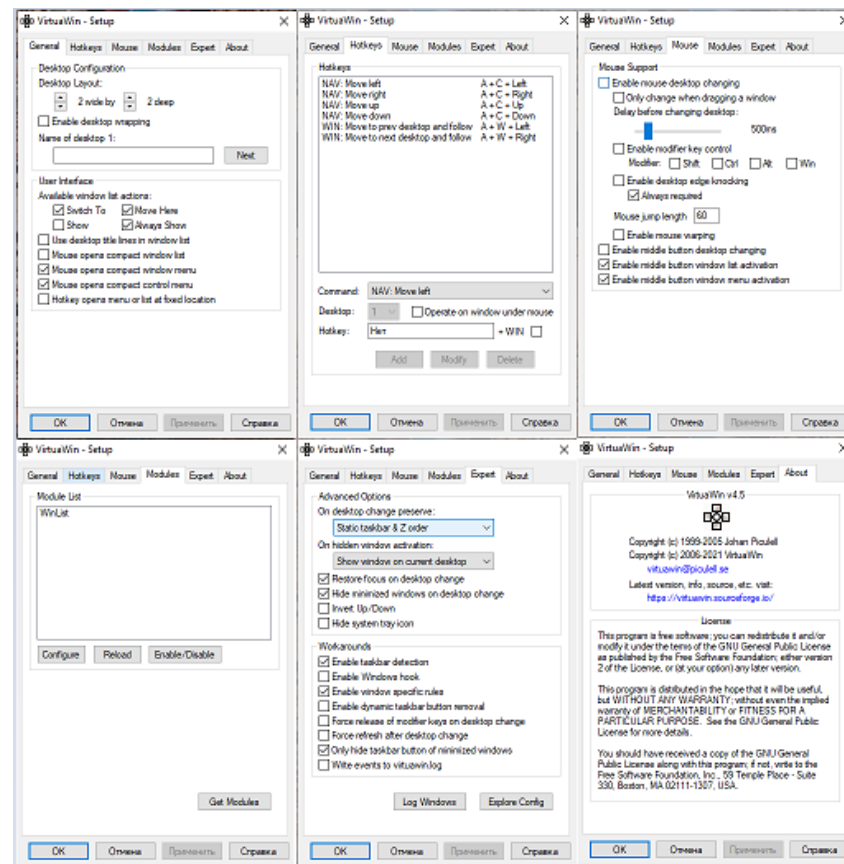 VirtuaWin - Setup
General Hotkeys Mouse Modules Expert About
Desktop Configuration
Desktop Layout:
2 wide by 2 deep
Enable desktop wrapping
Name of desktop 1:
Next
User Interface
Available window list actions:
Switch To Move Here
Show Always Show
Use desktop title lines in window list
Mouse opens compact window list
Mouse opens compact window menu
Mouse opens compact control menu
Hotkey opens menu or list at fixed location
OK Отмена Применить Справка
VirtuaWin - Setup
General Hotkeys Mouse Modules Expert About
Hotkeys
NAV: Move left A + C + Left
NAV: Move right A + C + Right
NAV: Move up A + C + Up
NAV: Move down A + C + Down
WIN: Move to prev desktop and follow A + W + Left
WIN: Move to next desktop and follow A + W + Right
Command: NAV: Move left
Desktop: 1 Operate on window under mouse
Hotkey: Нет + WIN
Add Modify Delete
OK Отмена Применить Справка
VirtuaWin - Setup
General Hotkeys Mouse Modules Expert About
Mouse Support
Enable mouse desktop changing
Only change when dragging a window
Delay before changing desktop:
500ms
Enable modifier key control
Modifier: Shift Ctrl Alt Win
Enable desktop edge knocking
Always required
Mouse jump length 60
Enable mouse warping
Enable middle button desktop changing
Enable middle button window list activation
Enable middle button window menu activation
OK Отмена Применить Справка
VirtuaWin - Setup
General Hotkeys Mouse Modules Expert About
Module List
WinList
Configure Reload Enable/Disable
Get Modules
OK Отмена Применить Справка
VirtuaWin - Setup
General Hotkeys Mouse Modules Expert About
Advanced Options
On desktop change preserve:
Static taskbar & Z order
On hidden window activation:
Show window on current desktop
Restore focus on desktop change
Hide minimized windows on desktop change
Invert Up/Down
Hide system tray icon
Workarounds
Enable taskbar detection
Enable Windows hook
Enable window specific rules
Enable dynamic taskbar button removal
Force release of modifier keys on desktop change
Force refresh after desktop change
Only hide taskbar button of minimized windows
Write events to virtuawin.log
Log Windows Explore Config
OK Отмена Применить Справка
VirtuaWin - Setup
General Hotkeys Mouse Modules Expert About
VirtuaWin v4.5
Copyright (c) 1999-2005 Johan Piculell
Copyright (c) 2006-2021 VirtuaWin
virtuawin@piculell.se
Latest version, info, source, etc. visit:
https://virtuawin.sourceforge.io/
License
This program is free software; you can redistribute it and/or
modify it under the terms of the GNU General Public License
as published by the Free Software Foundation; either version
2 of the License, or (at your option) any later version.
This program is distributed in the hope that it will be useful,
but WITHOUT ANY WARRANTY; without even the implied
warranty of MERCHANTABILITY or FITNESS FOR A
PARTICULAR PURPOSE. See the GNU General Public
License for more details.
You should have received a copy of the GNU General
Public License along with this program; if not, write to the
Free Software Foundation, Inc., 59 Temple Place - Suite
330, Boston, MA 02111-1307, USA.
OK Отмена Применить Справка